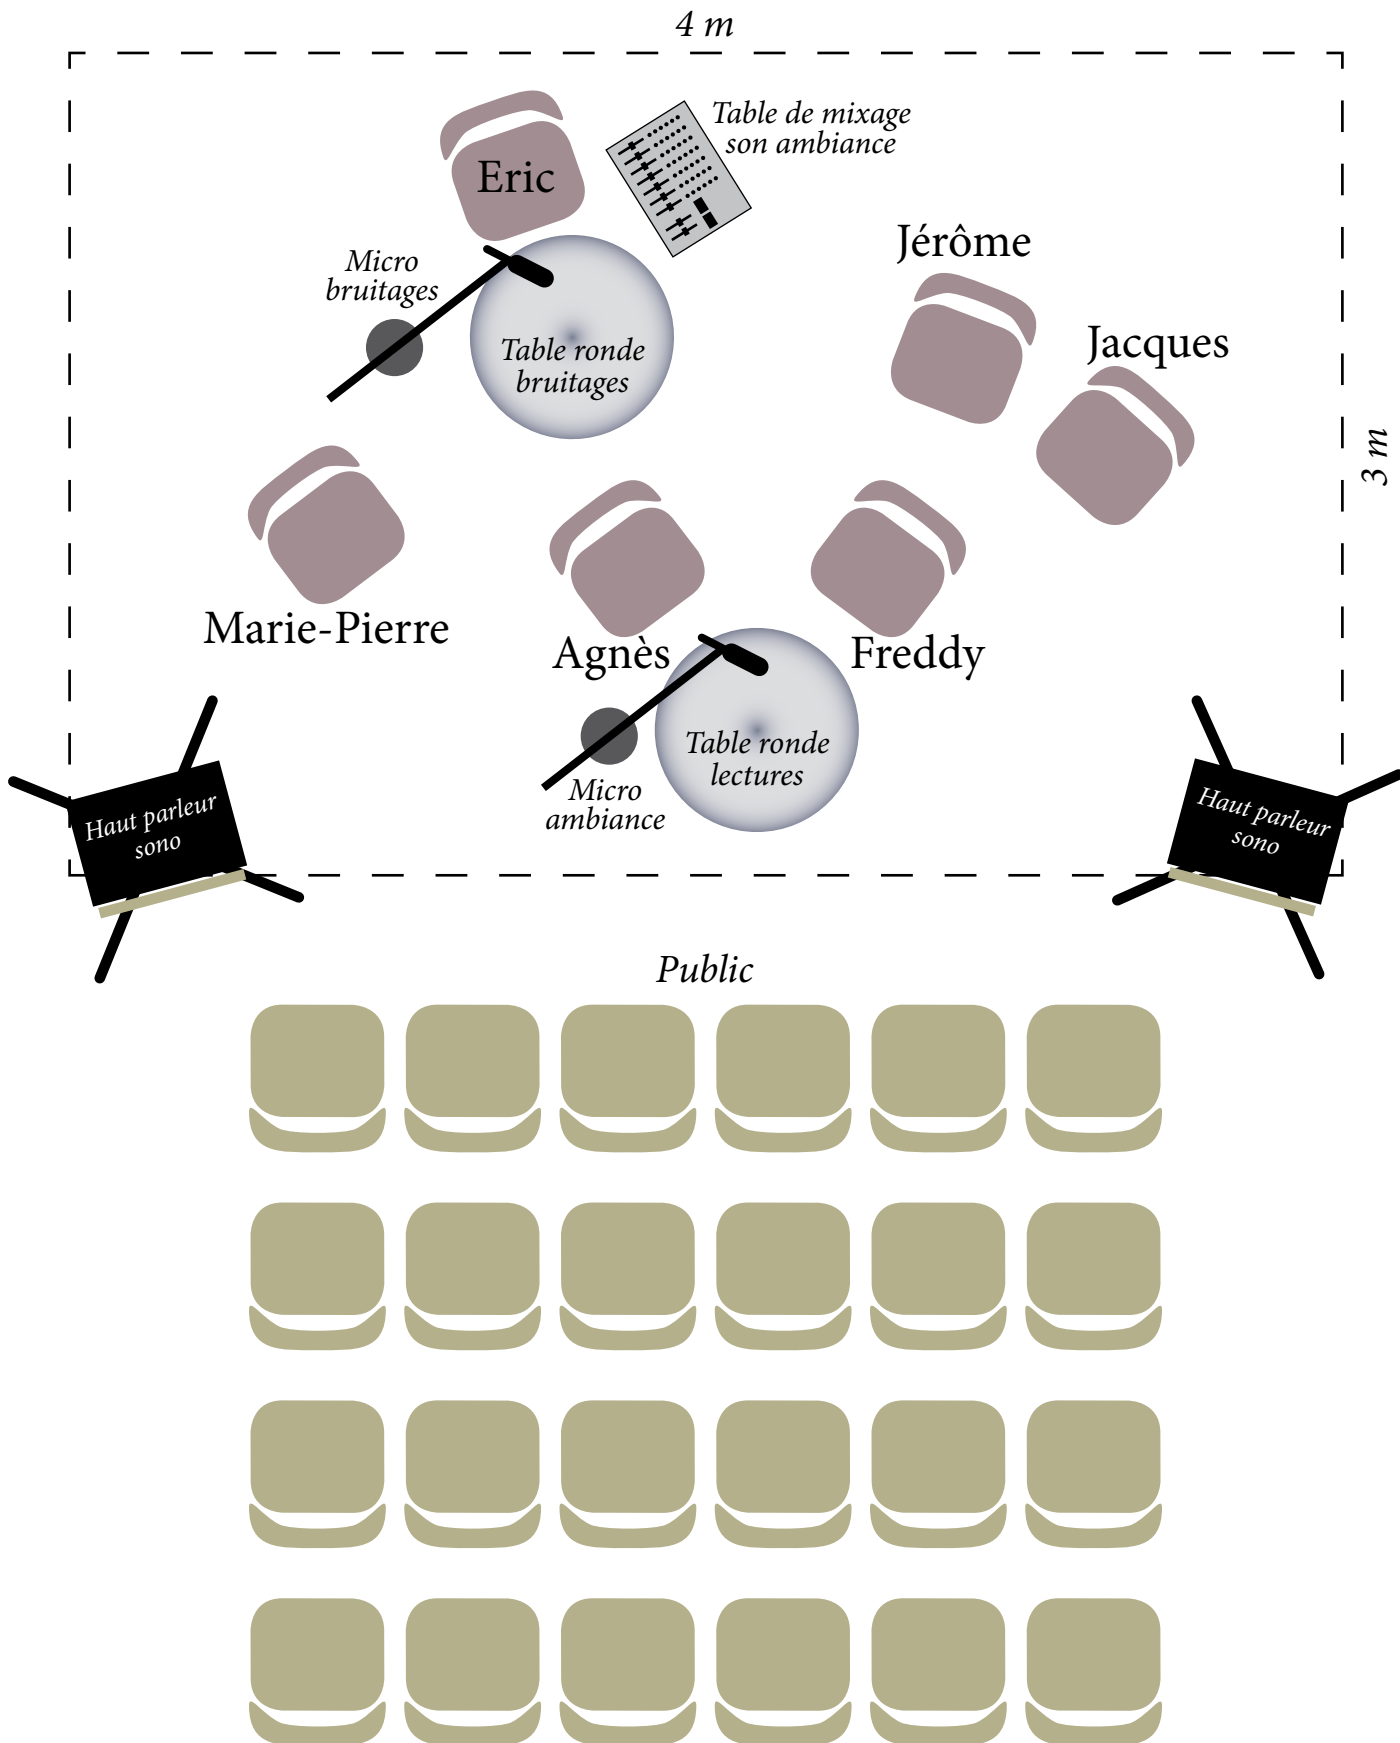 4 m
Table de mixage
son ambiance
Eric
Jérôme
Micro
bruitages
Jacques
Table ronde
bruitages
3 m
Marie-Pierre
Agnès
Freddy
Table ronde
lectures
Micro
ambiance
Haut parleur
sono
Haut parleur
sono
Public